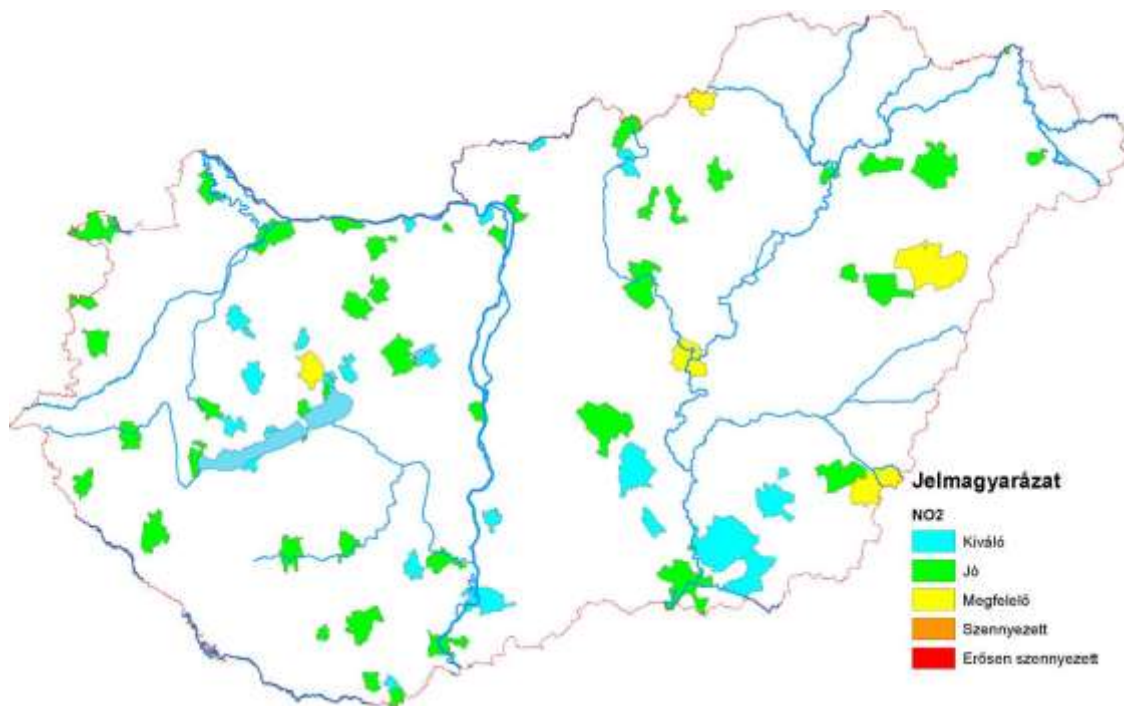 Jelmagyarázat
NO2
Kiváló
Jó
Megfelelő
Szennyezett
Erősen szennyezett